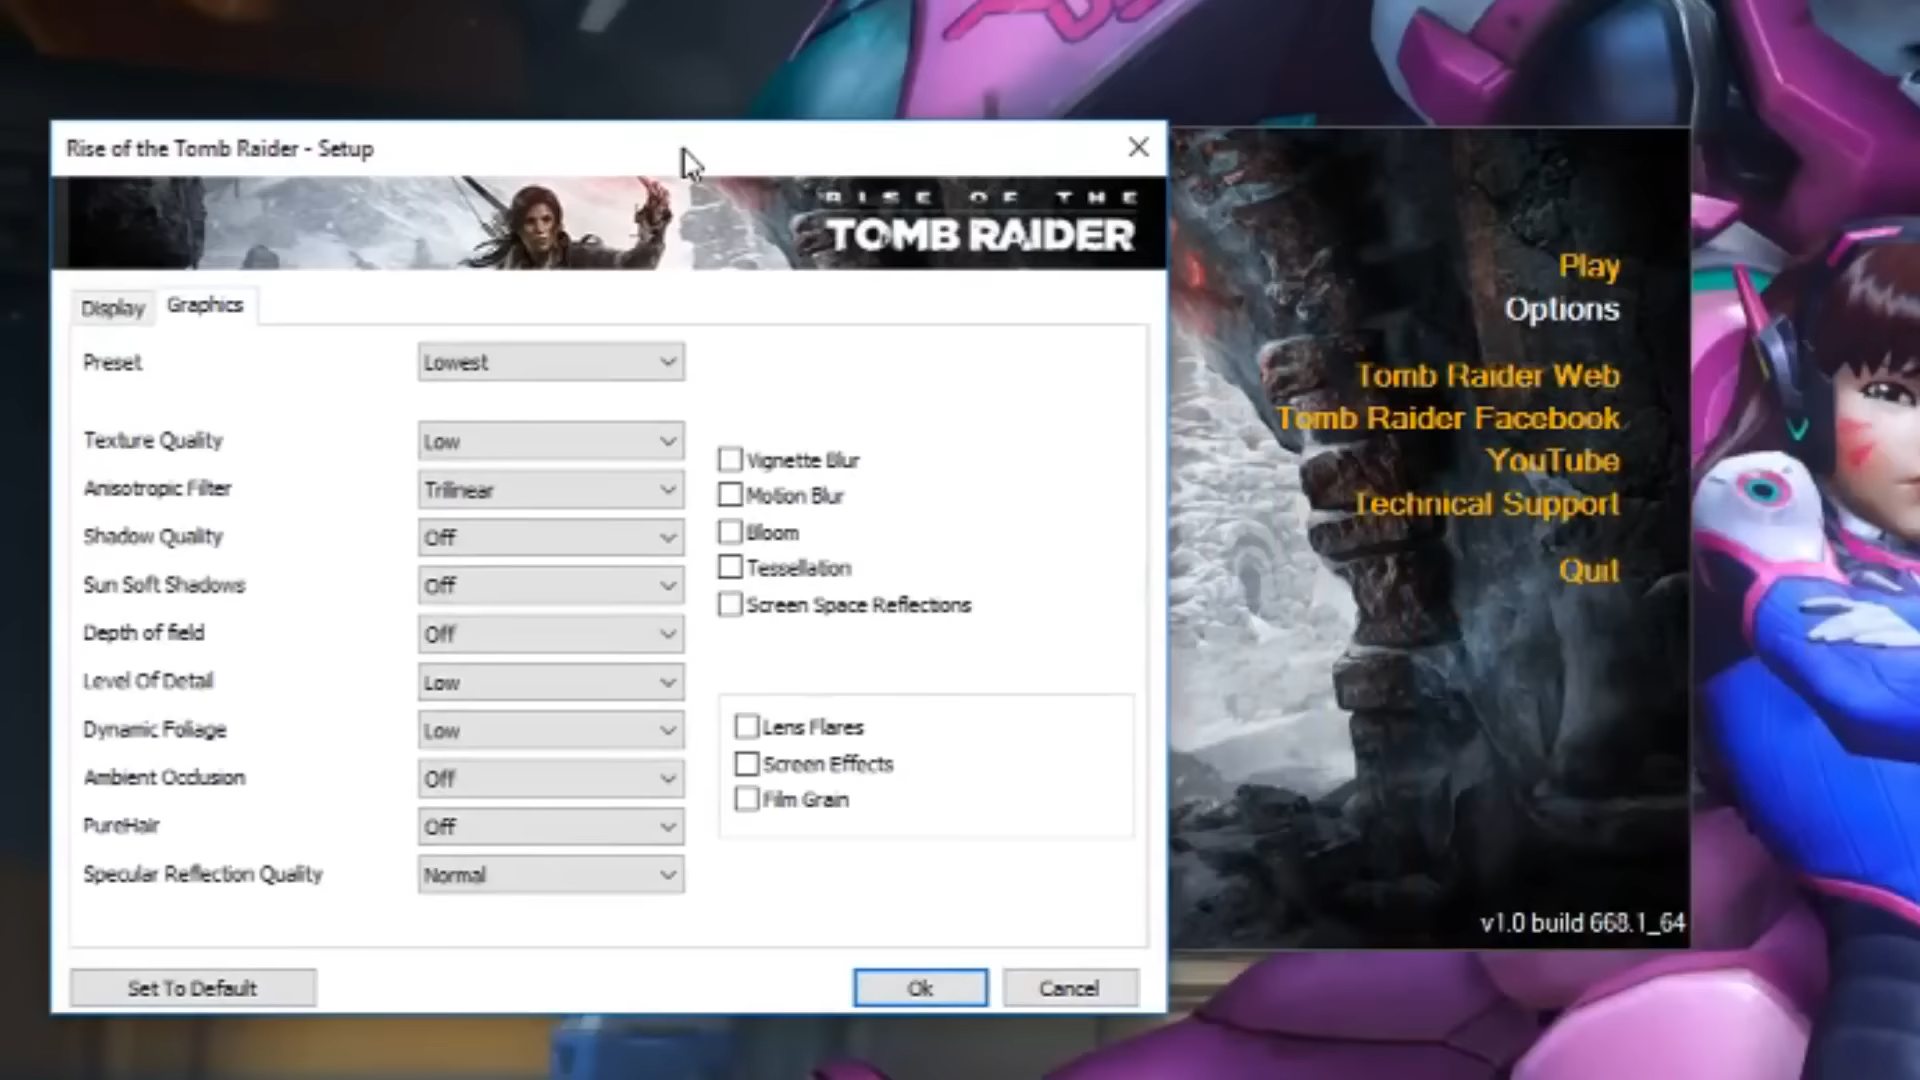 Rise of the Tomb Raider - Setup
RISE OF THE
TOMB RAIDER
Display
Graphics
Preset
Lowest
Texture Quality
Low
Anisotropic Filter
Trilinear
Shadow Quality
Off
Sun Soft Shadows
Off
Depth of field
Off
Level Of Detail
Low
Dynamic Foliage
Low
Ambient Occlusion
Off
PureHair
Off
Specular Reflection Quality
Normal
Vignette Blur
Motion Blur
Bloom
Tessellation
Screen Space Reflections
Lens Flares
Screen Effects
Film Grain
Set To Default
Ok
Cancel
Play
Options
Tomb Raider Web
Tomb Raider Facebook
YouTube
Technical Support
Quit
v1.0 build 668.1_64